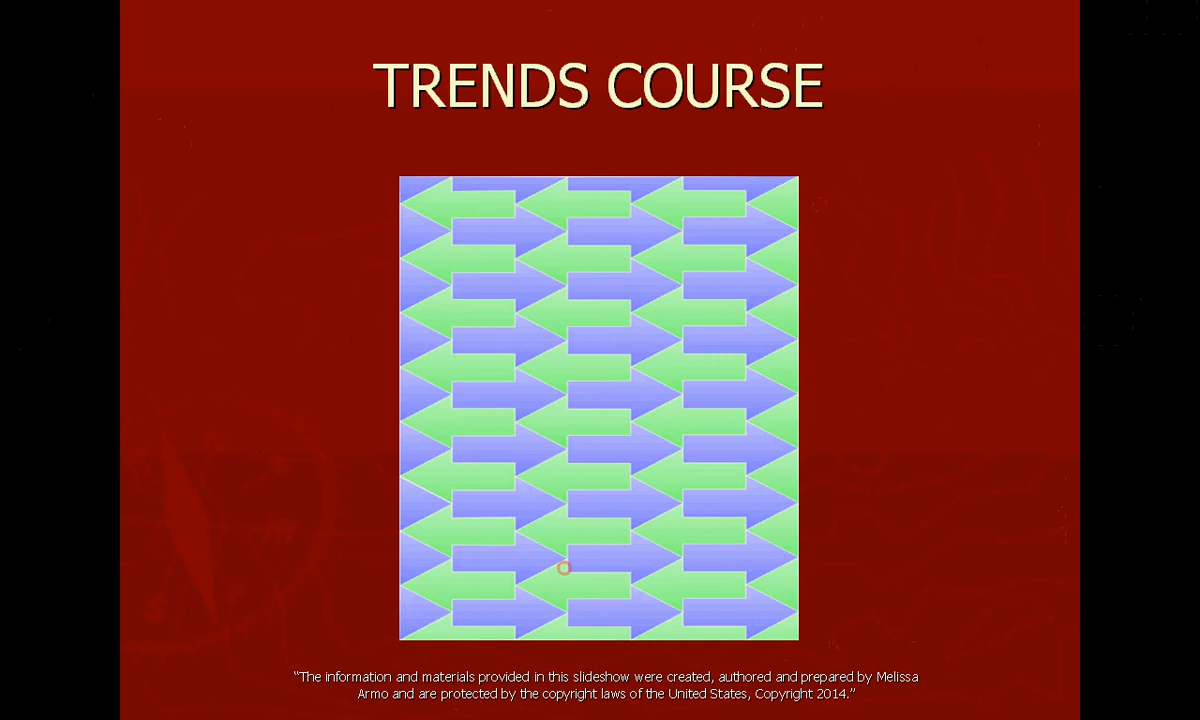 TRENDS COURSE
“The information and materials provided in this slideshow were created, authored and prepared by Melissa
Armo and are protected by the copyright laws of the United States, Copyright 2014.”